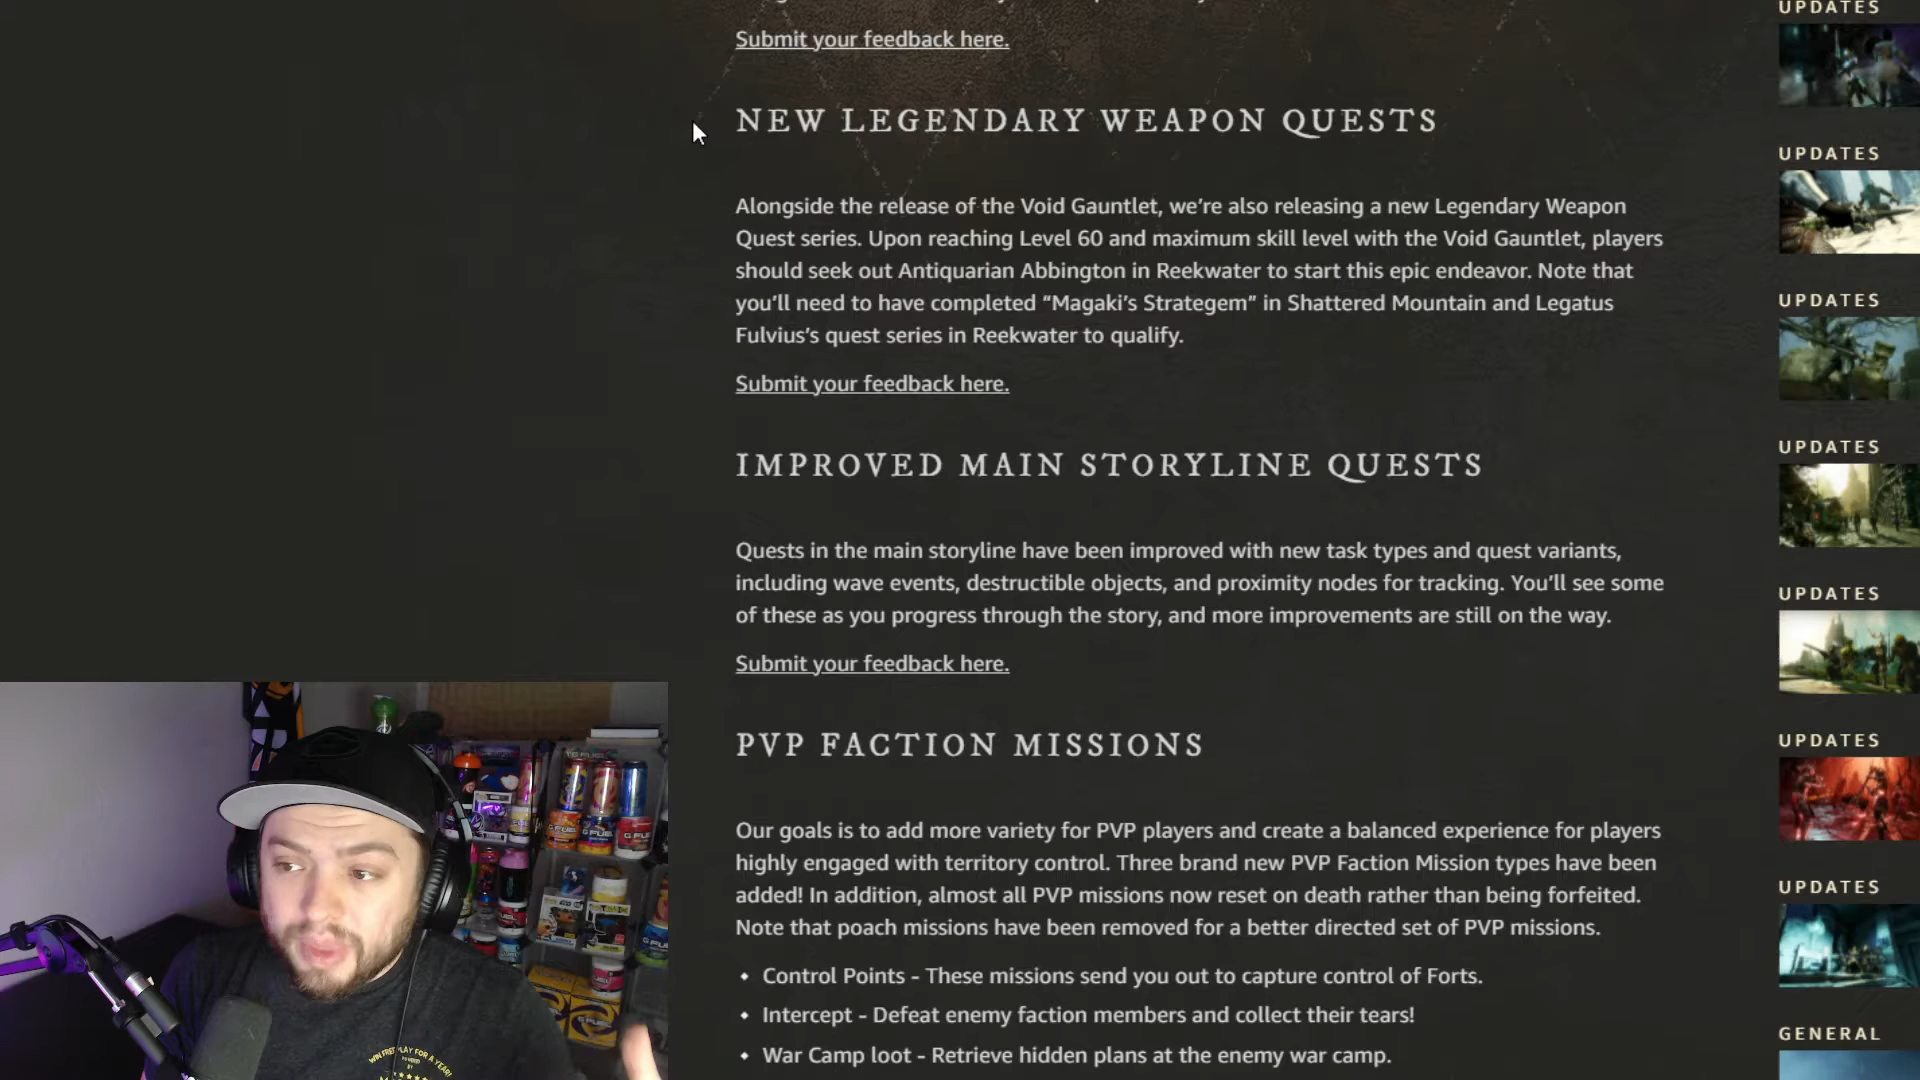 UPDATES
Submit your feedback here.
NEW LEGENDARY WEAPON QUESTS
UPDATES
Alongside the release of the Void Gauntlet, we’re also releasing a new Legendary Weapon
Quest series. Upon reaching Level 60 and maximum skill level with the Void Gauntlet, players
should seek out Antiquarian Abbington in Reekwater to start this epic endeavor. Note that
you’ll need to have completed “Magaki’s Strategem” in Shattered Mountain and Legatus
Fulvius’s quest series in Reekwater to qualify.
UPDATES
Submit your feedback here.
IMPROVED MAIN STORYLINE QUESTS
UPDATES
Quests in the main storyline have been improved with new task types and quest variants,
including wave events, destructible objects, and proximity nodes for tracking. You’ll see some
of these as you progress through the story, and more improvements are still on the way.
UPDATES
Submit your feedback here.
PVP FACTION MISSIONS
UPDATES
Our goals is to add more variety for PVP players and create a balanced experience for players
highly engaged with territory control. Three brand new PVP Faction Mission types have been
added! In addition, almost all PVP missions now reset on death rather than being forfeited.
Note that poach missions have been removed for a better directed set of PVP missions.
UPDATES
• Control Points - These missions send you out to capture control of Forts.
• Intercept - Defeat enemy faction members and collect their tears!
• War Camp loot - Retrieve hidden plans at the enemy war camp.
GENERAL
G FUEL
G FUEL
WIN FREE PLAY FOR A YEAR!